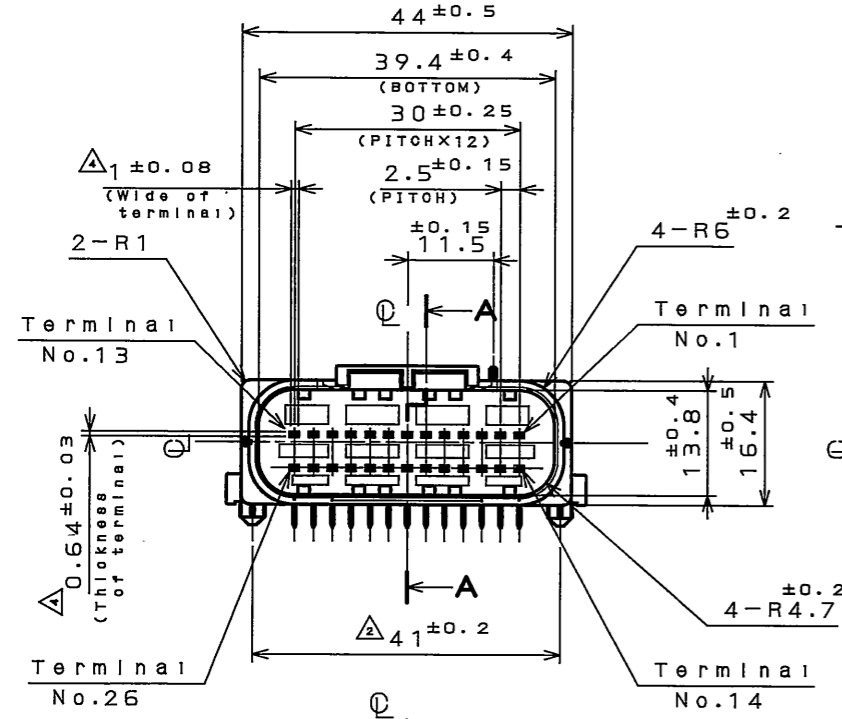 44 ±0.5
39.4 ±0.4
(BOTTOM)
30 ±0.25
(PITCH×12)
4
1 ±0.08
(Wide of
terminal)
2.5 ±0.15
(PITCH)
±0.15
11.5
4-R6 ±0.2
2-R1
℄
A
Terminal
No.13
Terminal
No.1
℄
13.8 ±0.4
16.4 ±0.5
℄
4
0.64 ±0.03
(Thickness
of terminal)
A
±0.2
4-R4.7
2
41 ±0.2
Terminal
No.26
℄
Terminal
No.14